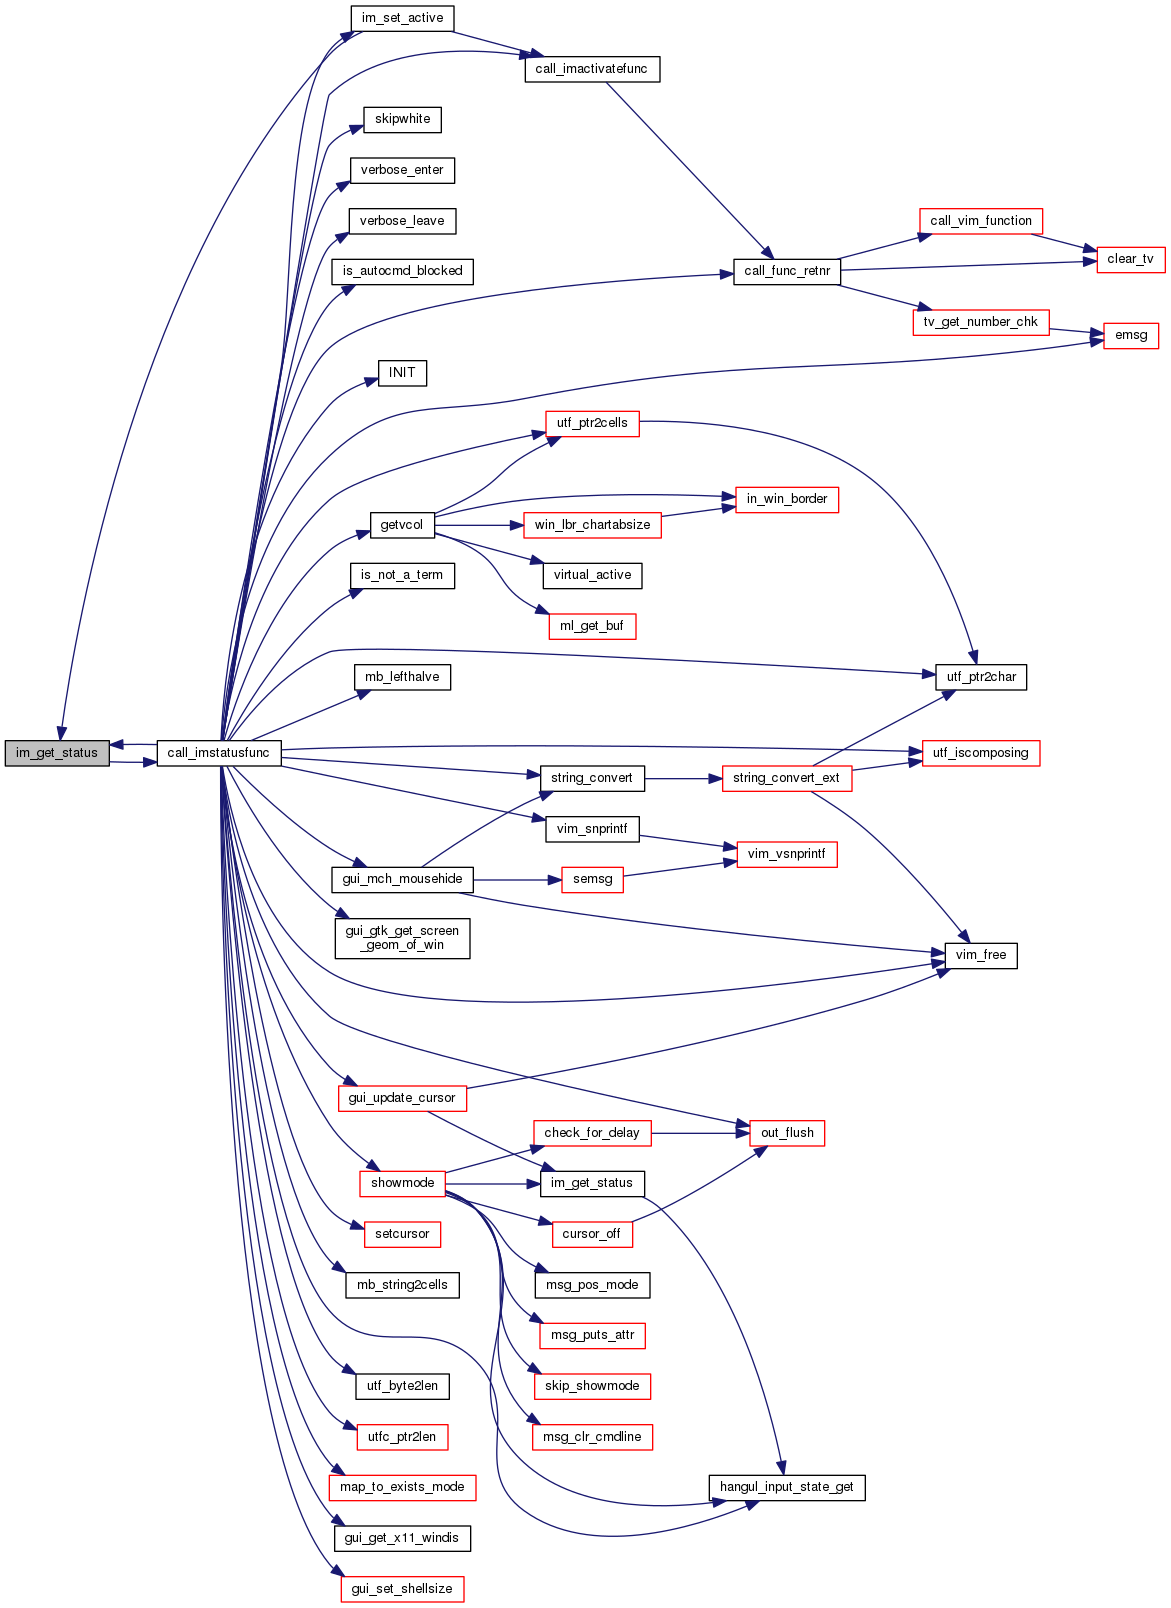 im_set_active
call_imactivatefunc
skipwhite
verbose_enter
verbose_leave
call_vim_function
is_autocmd_blocked
call_func_retnr
clear_tv
tv_get_number_chk
emsg
INIT
utf_ptr2cells
in_win_border
getvcol
win_lbr_chartabsize
is_not_a_term
virtual_active
ml_get_buf
mb_lefthalve
utf_ptr2char
im_get_status
call_imstatusfunc
utf_iscomposing
string_convert
string_convert_ext
vim_snprintf
vim_vsnprintf
gui_mch_mousehide
semsg
gui_gtk_get_screen
_geom_of_win
vim_free
gui_update_cursor
check_for_delay
out_flush
showmode
im_get_status
setcursor
cursor_off
mb_string2cells
msg_pos_mode
msg_puts_attr
utf_byte2len
skip_showmode
utfc_ptr2len
msg_clr_cmdline
map_to_exists_mode
hangul_input_state_get
gui_get_x11_windis
gui_set_shellsize